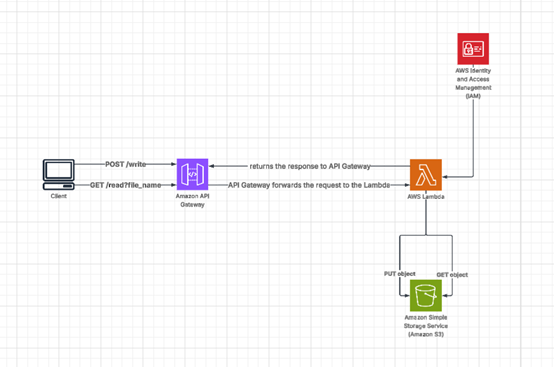 AWS Identity
and Access
Management
(IAM)
POST /write
returns the response to API Gateway
GET /read?file_name
API Gateway forwards the request to the Lambda
Client
Amazon API
Gateway
AWS Lambda
PUT object
GET object
Amazon Simple
Storage Service
(Amazon S3)